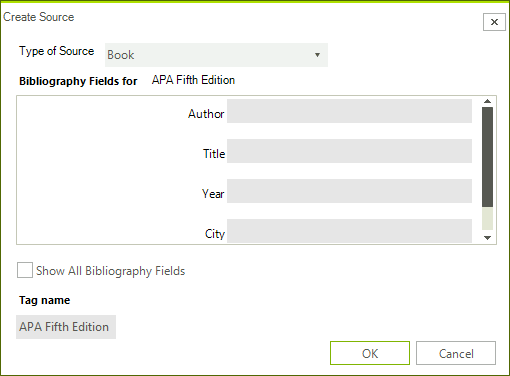 Create Source
Type of Source Book
Bibliography Fields for APA Fifth Edition
Author
Title
Year
City
Show All Bibliography Fields
Tag name
APA Fifth Edition
OK Cancel